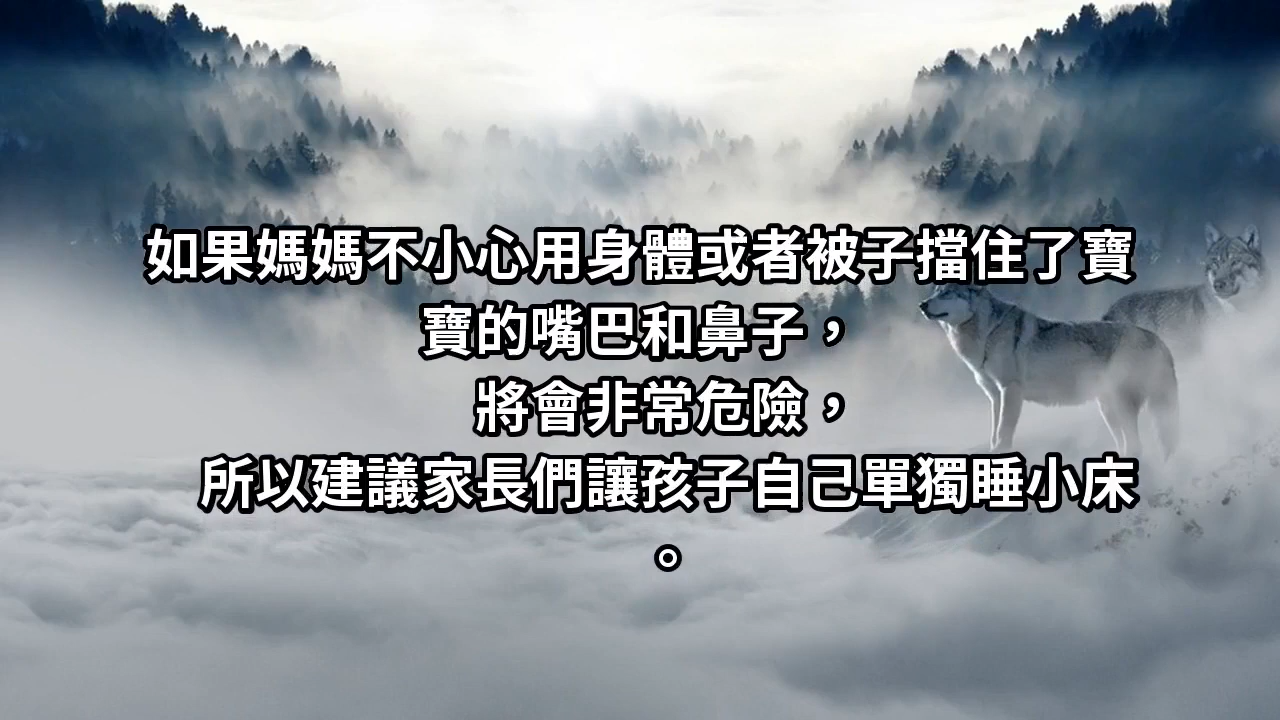 如果媽媽不小心用身體或者被子擋住了寶
寶的嘴巴和鼻子，
將會非常危險，
所以建議家長們讓孩子自己單獨睡小床
。